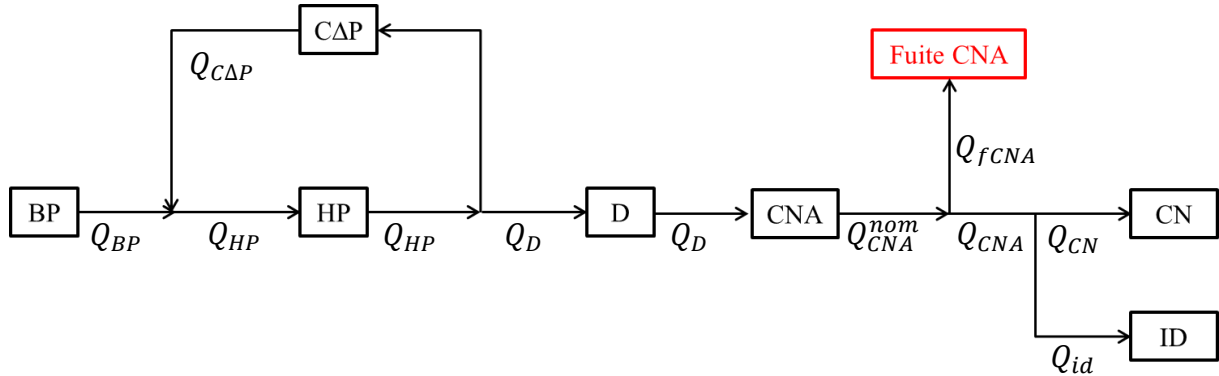 CΔP
Q_{CΔP}
Fuite CNA
Q_{fCNA}
BP
Q_{BP}
Q_{HP}
HP
Q_{HP}
Q_D
D
Q_D
CNA
Q_{CNA}^{nom}
Q_{CNA}
Q_{CN}
CN
Q_{id}
ID